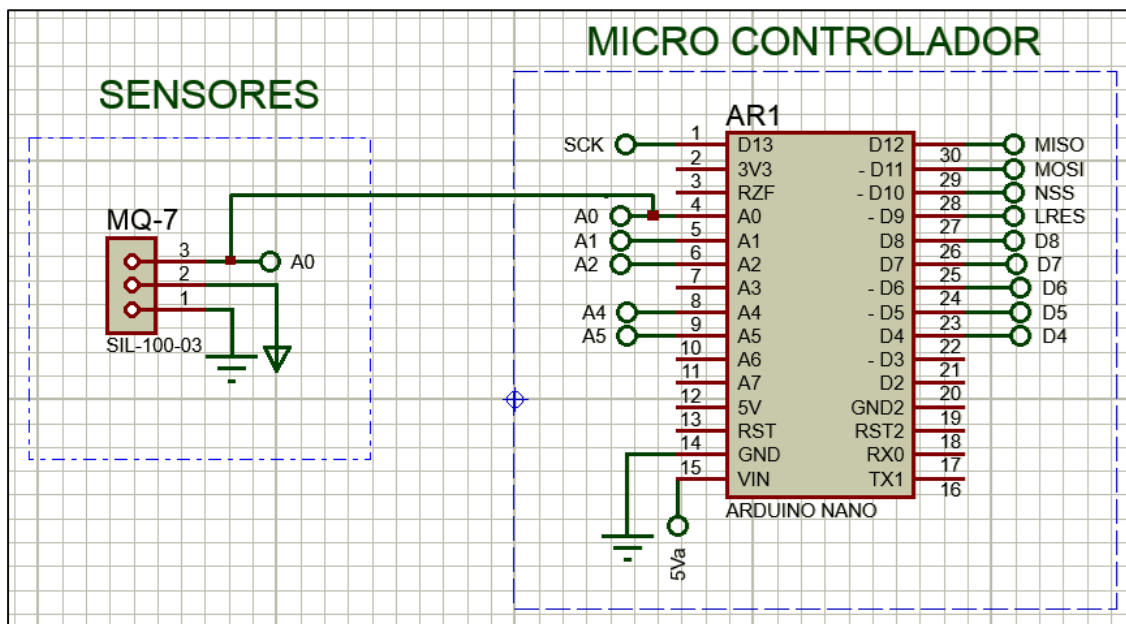 MICRO CONTROLADOR
SENSORES
MQ-7
3
A0
2
1
SIL-100-03
AR1
SCK 1 D13 D12 30 MISO
2 3V3 - D11 29 MOSI
3 RZF - D10 28 NSS
A0 4 A0 - D9 27 LRES
A1 5 A1 D8 26 D8
A2 6 A2 D7 25 D7
7 A3 - D6 24 D6
A4 8 A4 - D5 23 D5
A5 9 A5 D4 22 D4
10 A6 - D3 21
11 A7 D2 20
12 5V GND2 19
13 RST RST2 18
14 GND RX0 17
15 VIN TX1 16
ARDUINO NANO
5Va